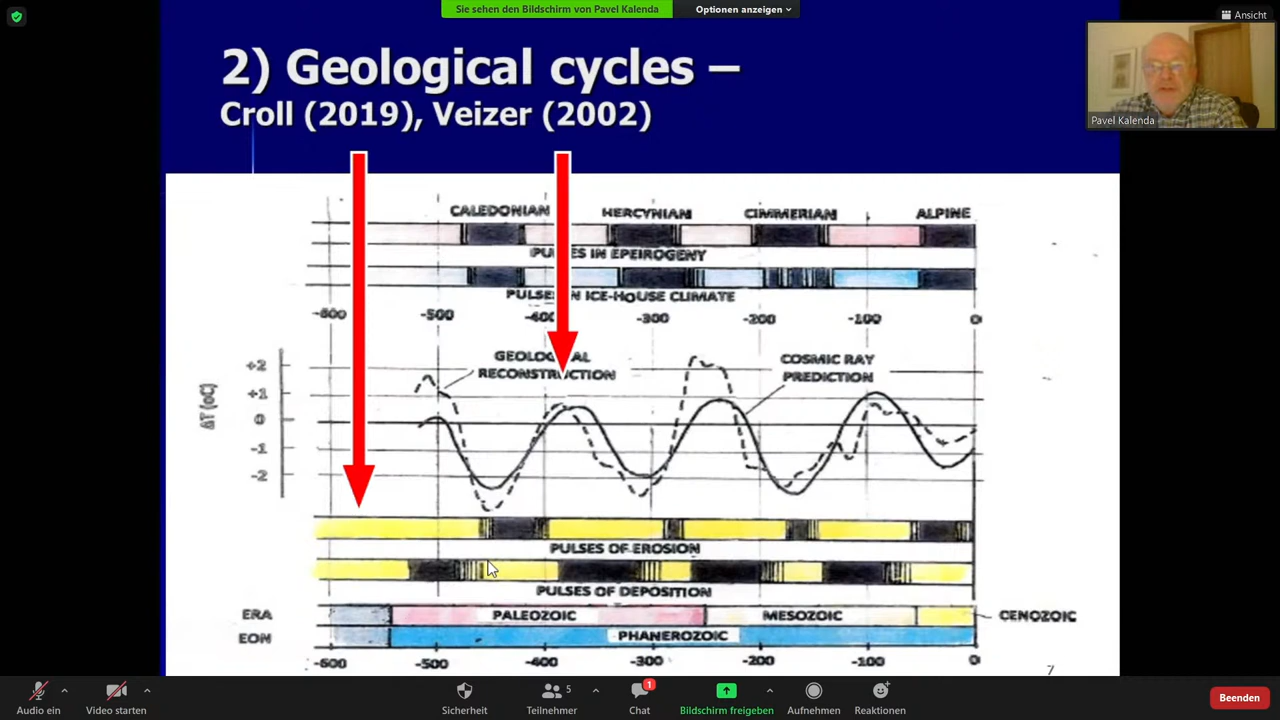 Sie sehen den Bildschirm von Pavel Kalenda
Optionen anzeigen
Ansicht
2) Geological cycles –
Croll (2019), Veizer (2002)
Pavel Kalenda
CALEDONIAN HERCYNIAN CIMMERIAN ALPINE
IN EPEIROGENY
ICE-HOUSE CLIMATE
-600 -500 -300 -200 -100 0
GEOLOGICAL
RECONSTRUCTION
COSMIC RAY
PREDICTION
ΔT (oC)
+2
+1
0
-1
-2
PULSES OF EROSION
PULSES OF DEPOSITION
ERA PALEOZOIC MESOZOIC CENOZOIC
EON PHANEROZOIC
-600 -500 -400 -300 -200 -100 0
7
Audio ein
Video starten
Sicherheit
5
Teilnehmer
1
Chat
Bildschirm freigeben
Aufnehmen
Reaktionen
Beenden